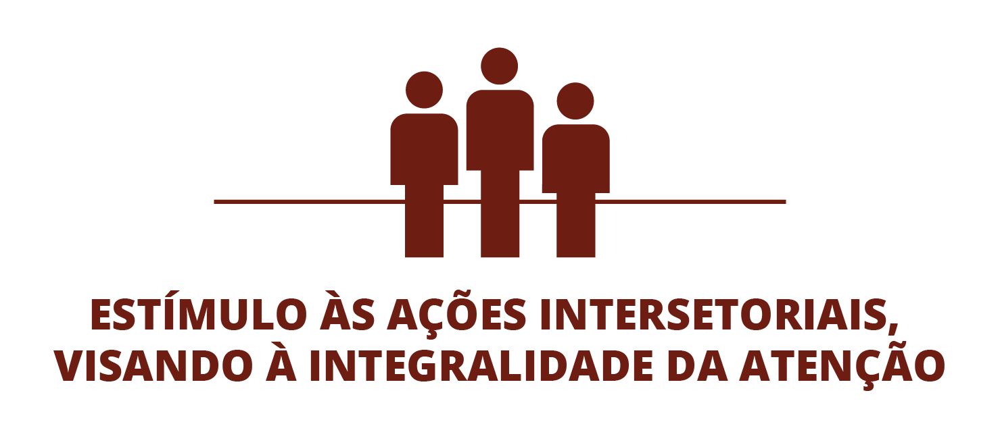 ESTÍMULO ÀS AÇÕES INTERSETORIAIS,
VISANDO À INTEGRALIDADE DA ATENÇÃO